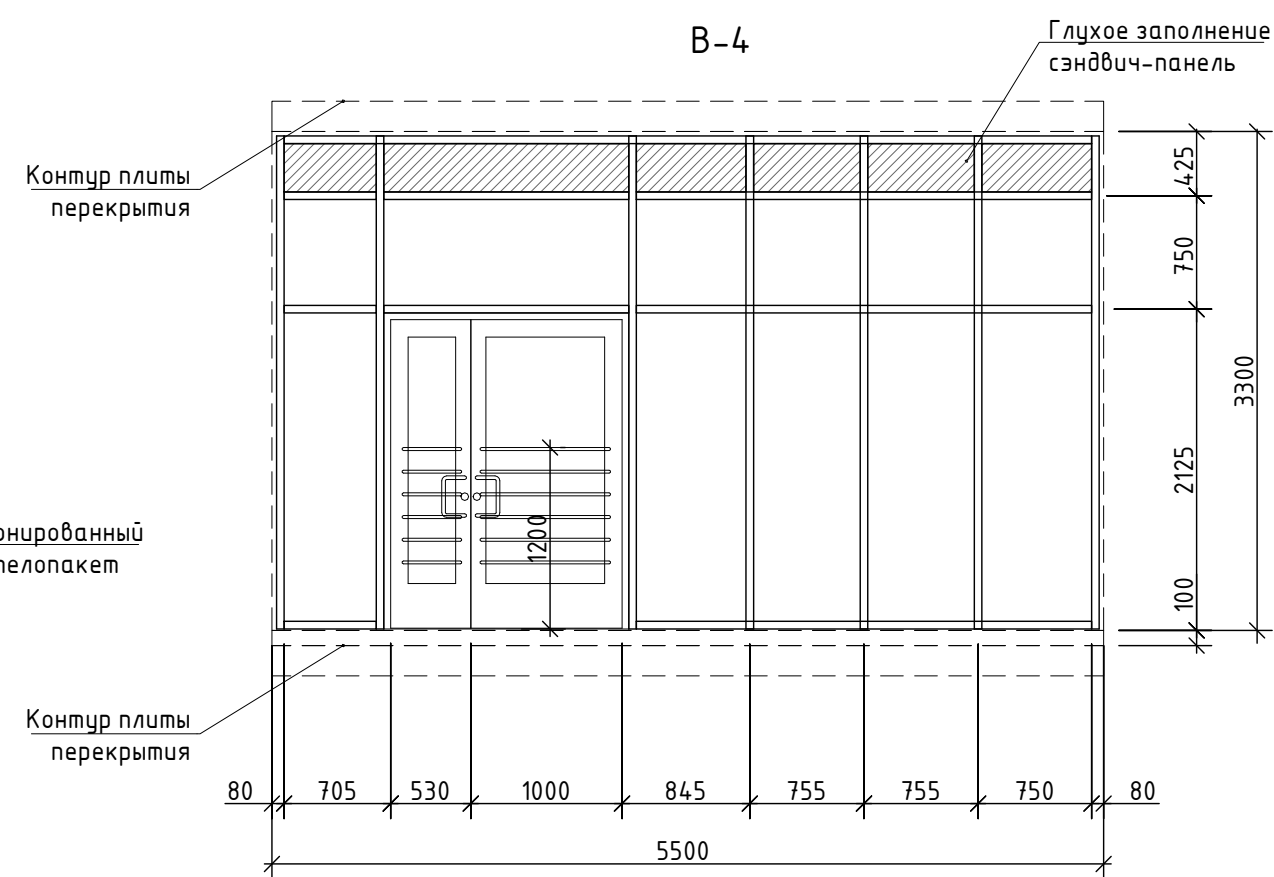 В-4
Глухое заполнение
сэндвич-панель
Контур плиты
перекрытия
425
750
3300
2125
1200
100
Контур плиты
перекрытия
80
705
530
1000
845
755
755
750
80
5500